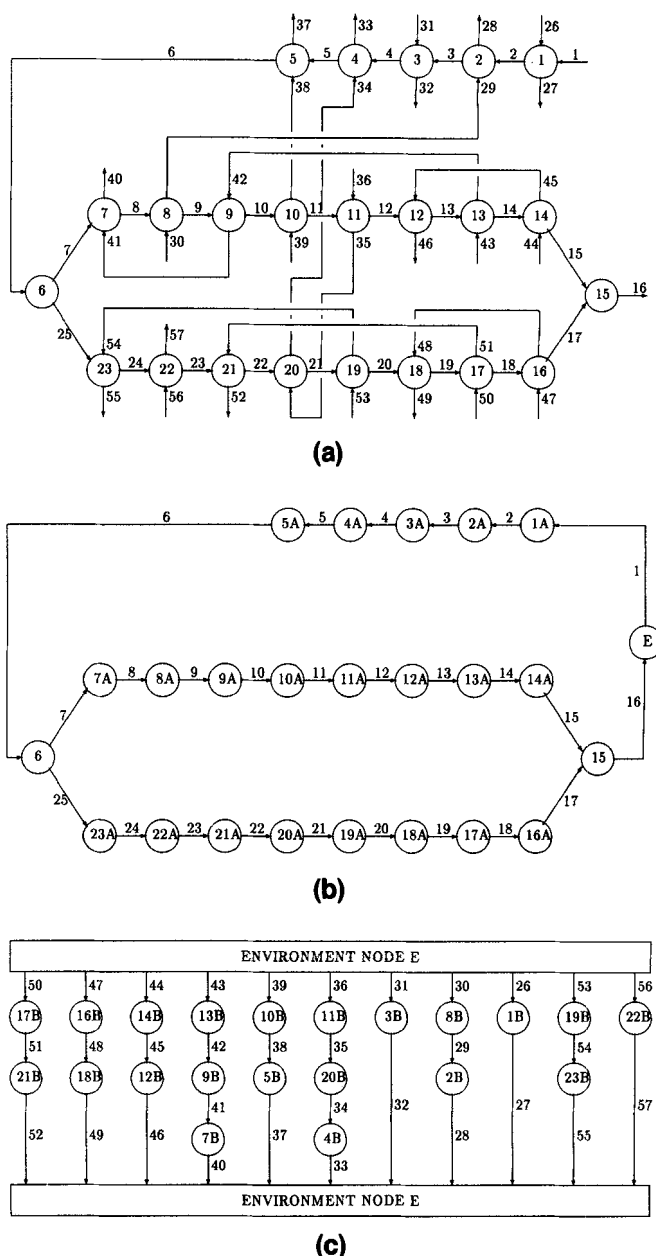 37 33 31 28 26
6 5 4 3 2 1
5 4 3 2 1
38 34 32 29 27
40 42 36 45
7 8 9 10 11 12 13 14
8 9 10 11 12 13 14
41 30 39 35 46 43 44
7 15
6 15 16
25 17
54 57 48 51
23 22 21 20 19 18 17 16
24 23 22 21 20 19 18
55 56 52 53 49 50 47
(a)
6 5 4 3 2
5A 4A 3A 2A 1A
1
E
8 9 10 11 12 13 14
7A 8A 9A 10A 11A 12A 13A 14A
7 15 16
6 15
25 17
24 23 22 21 20 19 18
23A 22A 21A 20A 19A 18A 17A 16A
(b)
ENVIRONMENT NODE E
50 47 44 43 39 36 31 30 26 53 56
17B 16B 14B 13B 10B 11B 3B 8B 1B 19B 22B
51 48 45 42 38 35 29 54
21B 18B 12B 9B 5B 20B 2B 23B
41 34 32 27 57
52 49 46 7B 37 4B 28 55
40 33
ENVIRONMENT NODE E
(c)